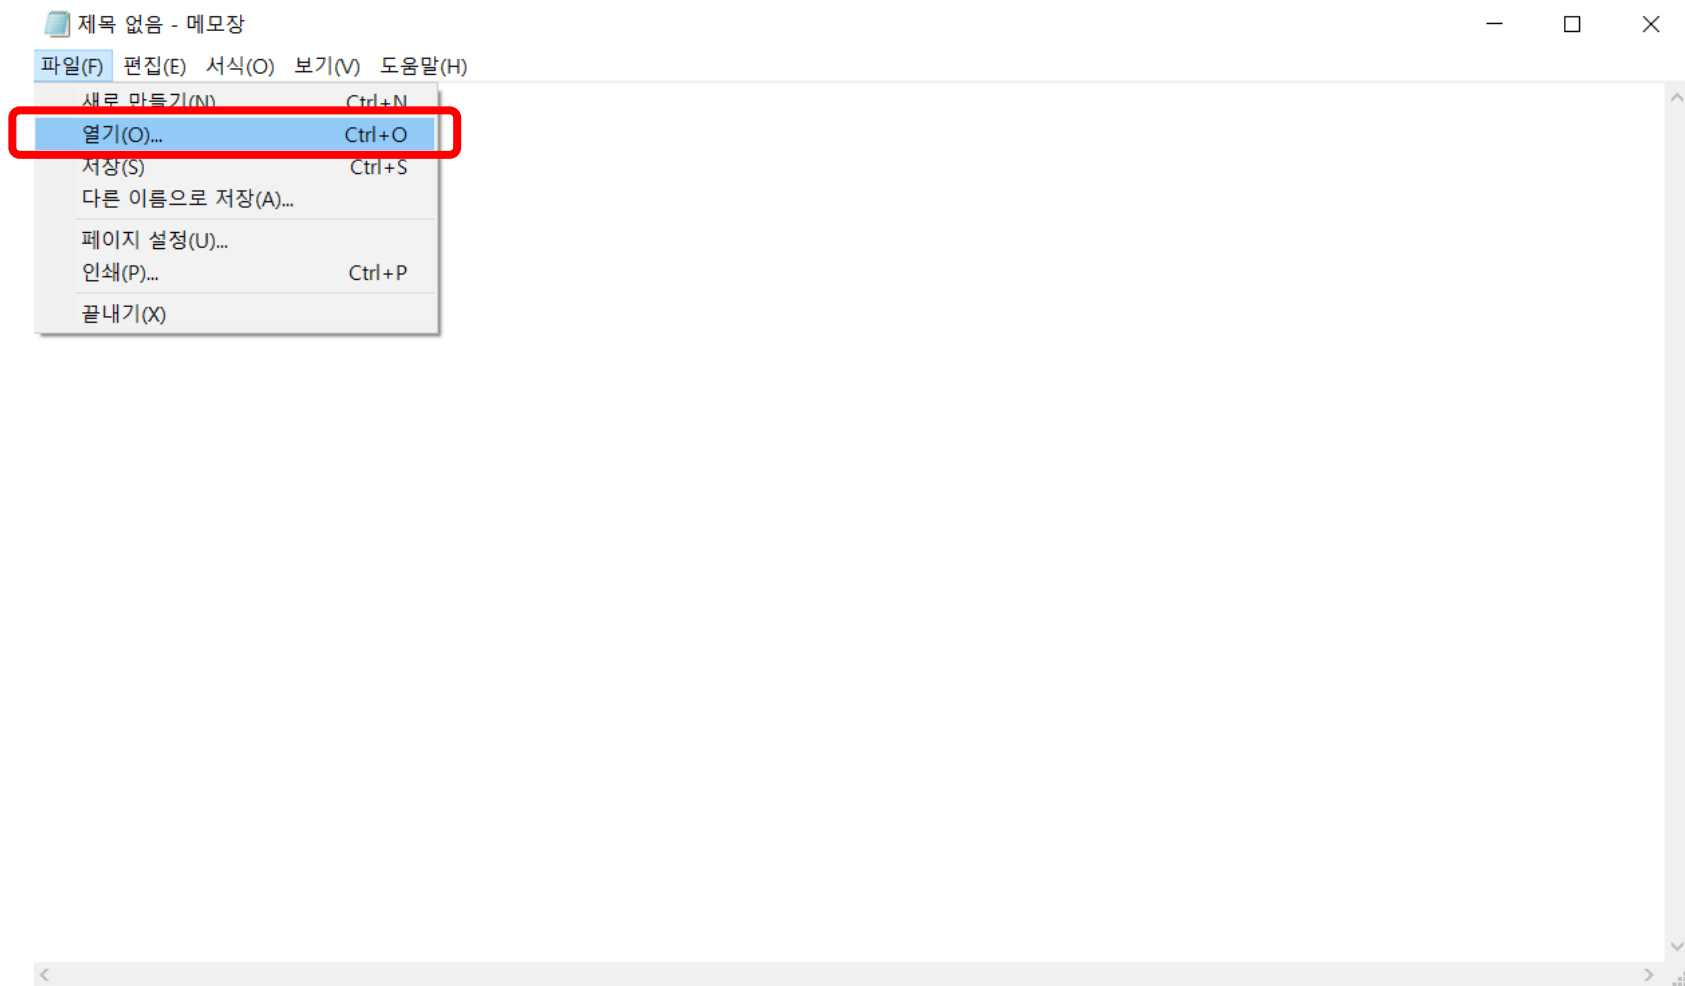 제목 없음 - 메모장
파일(F) 편집(E) 서식(O) 보기(V) 도움말(H)
새로 만들기(N) Ctrl+N
열기(O)... Ctrl+O
저장(S) Ctrl+S
다른 이름으로 저장(A)...
페이지 설정(U)...
인쇄(P)... Ctrl+P
끝내기(X)